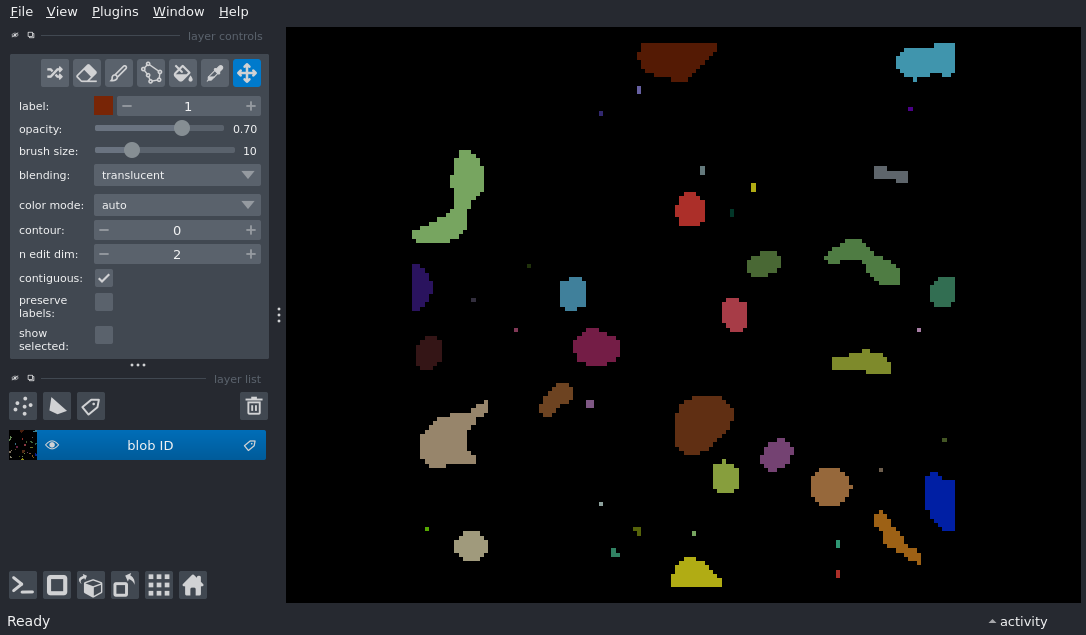 File View Plugins Window Help
layer controls
label: 1
opacity: 0.70
brush size: 10
blending: translucent
color mode: auto
contour: 0
n edit dim: 2
contiguous:
preserve
labels:
show
selected:
layer list
blob ID
Ready
activity